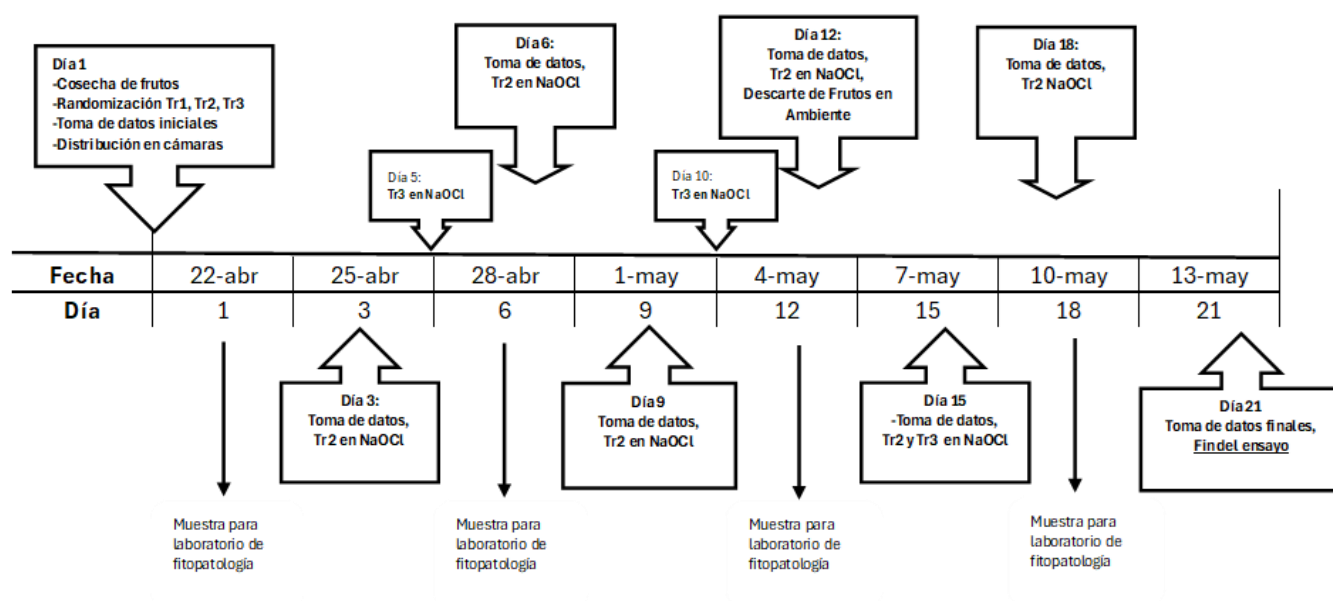 Día 1
-Cosecha de frutos
-Randomización Tr1, Tr2, Tr3
-Toma de datos iniciales
-Distribución en cámaras
Día 5:
Tr3 en NaOCl
Día 6:
Toma de datos,
Tr2 en NaOCl
Día 10:
Tr3 en NaOCl
Día 12:
Toma de datos,
Tr2 en NaOCl,
Descarte de Frutos en
Ambiente
Día 18:
Toma de datos,
Tr2 NaOCl
Fecha 22-abr 25-abr 28-abr 1-may 4-may 7-may 10-may 13-may
Día 1 3 6 9 12 15 18 21
Día 3:
Toma de datos,
Tr2 en NaOCl
Día 9
Toma de datos,
Tr2 en NaOCl
Día 15
-Toma de datos,
Tr2 y Tr3 en NaOCl
Día 21
Toma de datos finales,
Fin del ensayo
Muestra para
laboratorio de
fitopatología
Muestra para
laboratorio de
fitopatología
Muestra para
laboratorio de
fitopatología
Muestra para
laboratorio de
fitopatología